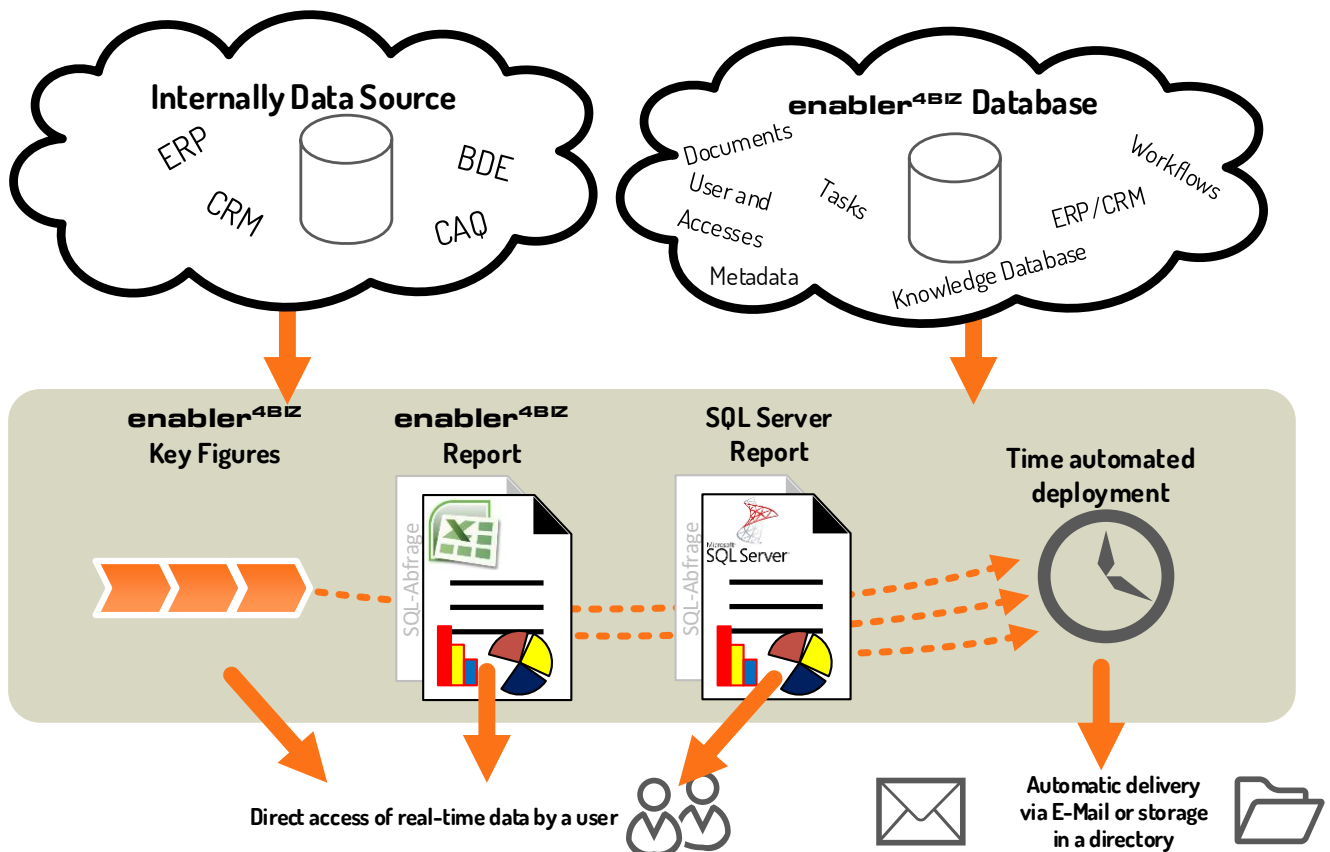 Internally Data Source
ERP
BDE
CRM
CAQ
enabler4BIZ Database
Documents
Workflows
User and
Accesses
Tasks
ERP/CRM
Metadata
Knowledge Database
enabler4BIZ
Key Figures
enabler4BIZ
Report
SQL Server
Report
Time automated
deployment
SQL-Abfrage
X
SQL-Abfrage
Microsoft
SQL Server
Direct access of real-time data by a user
Automatic delivery
via E-Mail or storage
in a directory